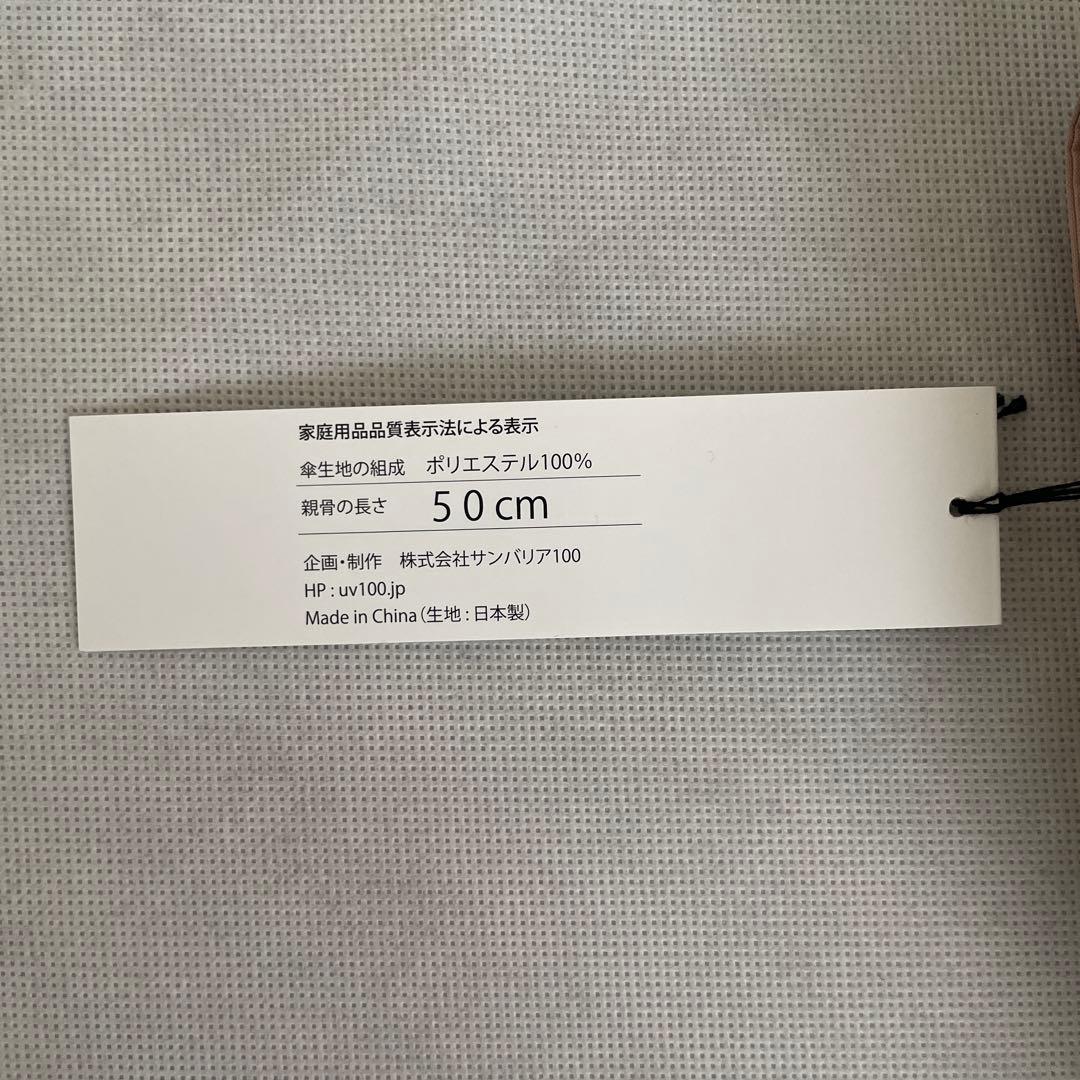 家庭用品品質表示法による表示
傘生地の組成 ポリエステル100%
親骨の長さ 50cm
企画・制作 株式会社サンバリア100
HP : uv100.jp
Made in China（生地 : 日本製）